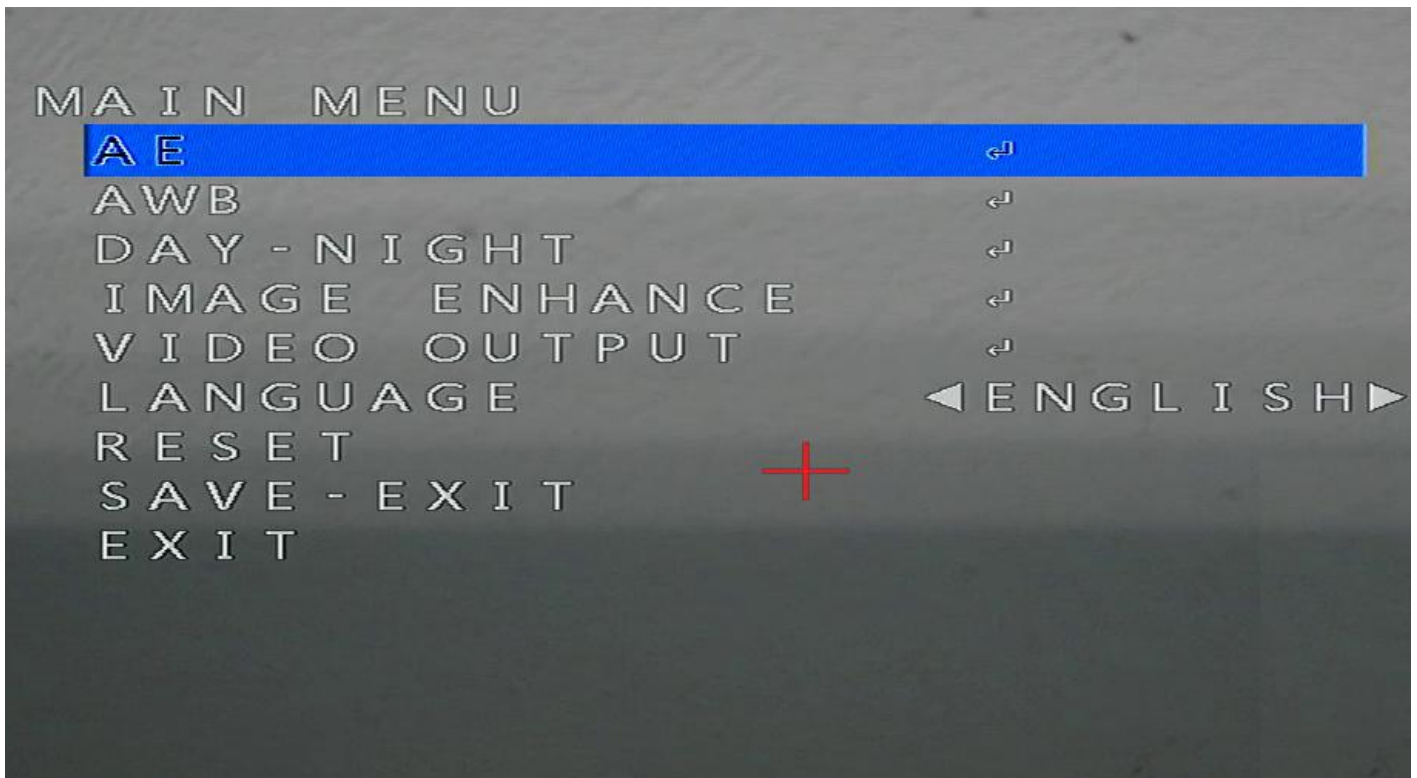 MAIN MENU
AE ↵
AWB ↵
DAY-NIGHT ↵
IMAGE ENHANCE ↵
VIDEO OUTPUT ↵
LANGUAGE ◀ENGLISH▶
RESET
SAVE-EXIT
EXIT